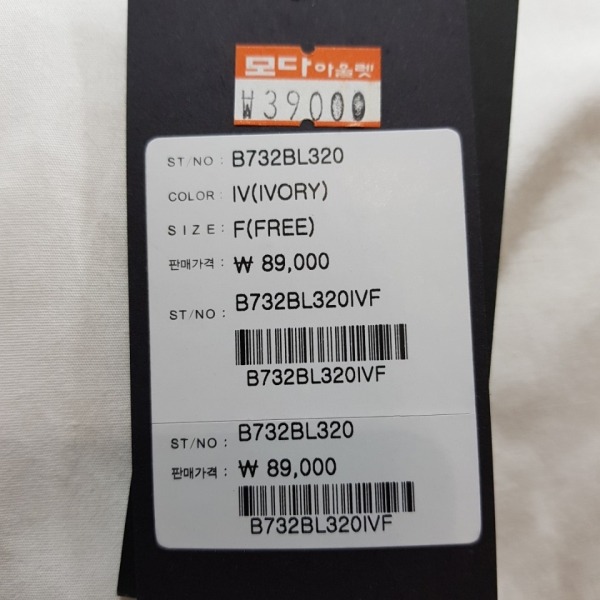 모다아울렛
₩39000
ST/NO : B732BL320
COLOR : IV(IVORY)
SIZE : F(FREE)
판매가격 : ₩ 89,000
ST/NO : B732BL320IVF
B732BL320IVF
ST/NO : B732BL320
판매가격 : ₩ 89,000
B732BL320IVF